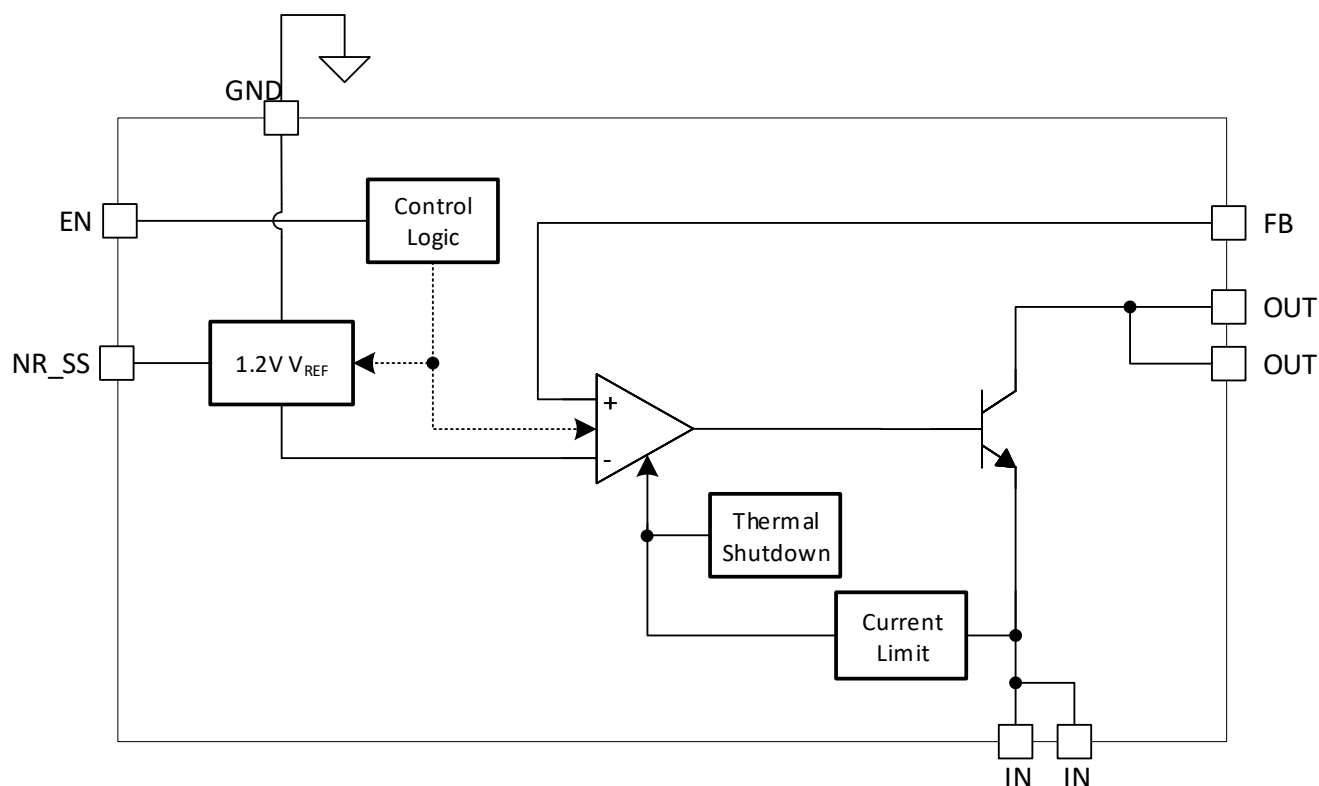 GND
EN
Control
Logic
FB
OUT
NR_SS
1.2V VREF
OUT
+
-
Thermal
Shutdown
Current
Limit
IN
IN